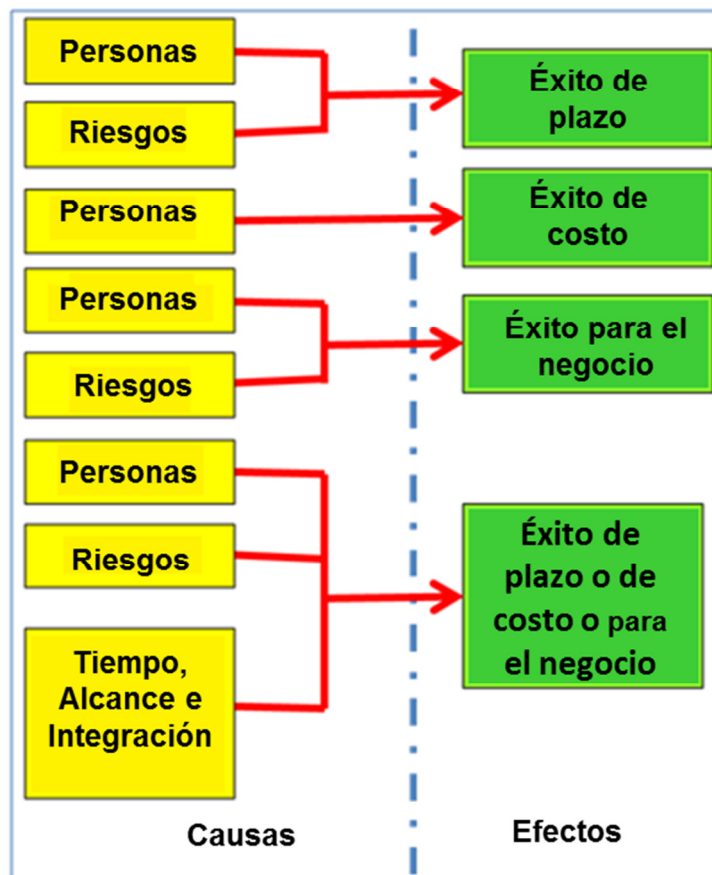 Personas
Riesgos
Éxito de
plazo
Personas
Éxito de
costo
Personas
Riesgos
Éxito para el
negocio
Personas
Riesgos
Tiempo,
Alcance e
Integración
Éxito de
plazo o de
costo o para
el negocio
Causas
Efectos